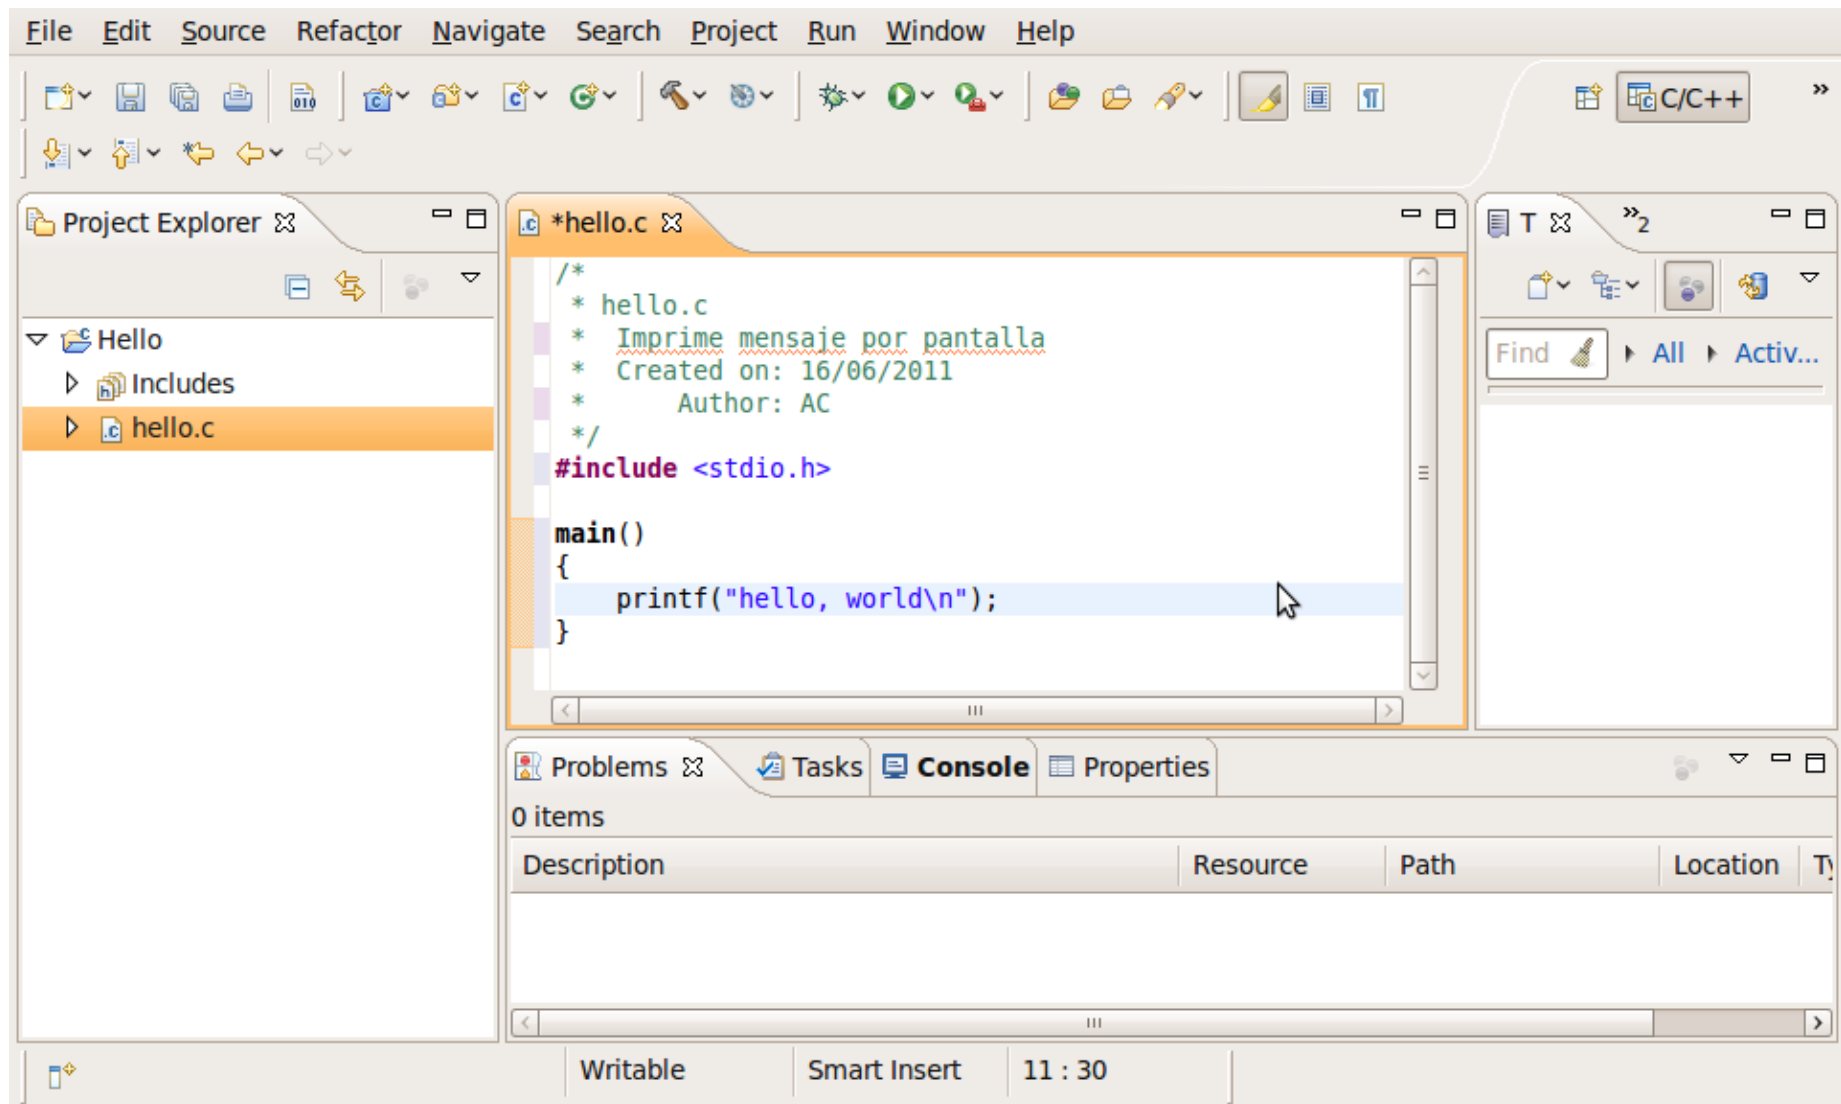 File Edit Source Refactor Navigate Search Project Run Window Help
010
C/C++ »
Project Explorer
*hello.c
T »2
Hello
Includes
hello.c
/*
* hello.c
* Imprime mensaje por pantalla
* Created on: 16/06/2011
* Author: AC
*/
#include <stdio.h>
main()
{
printf("hello, world\n");
}
Find All Activ...
Problems Tasks Console Properties
0 items
Description Resource Path Location Ty
Writable Smart Insert 11 : 30